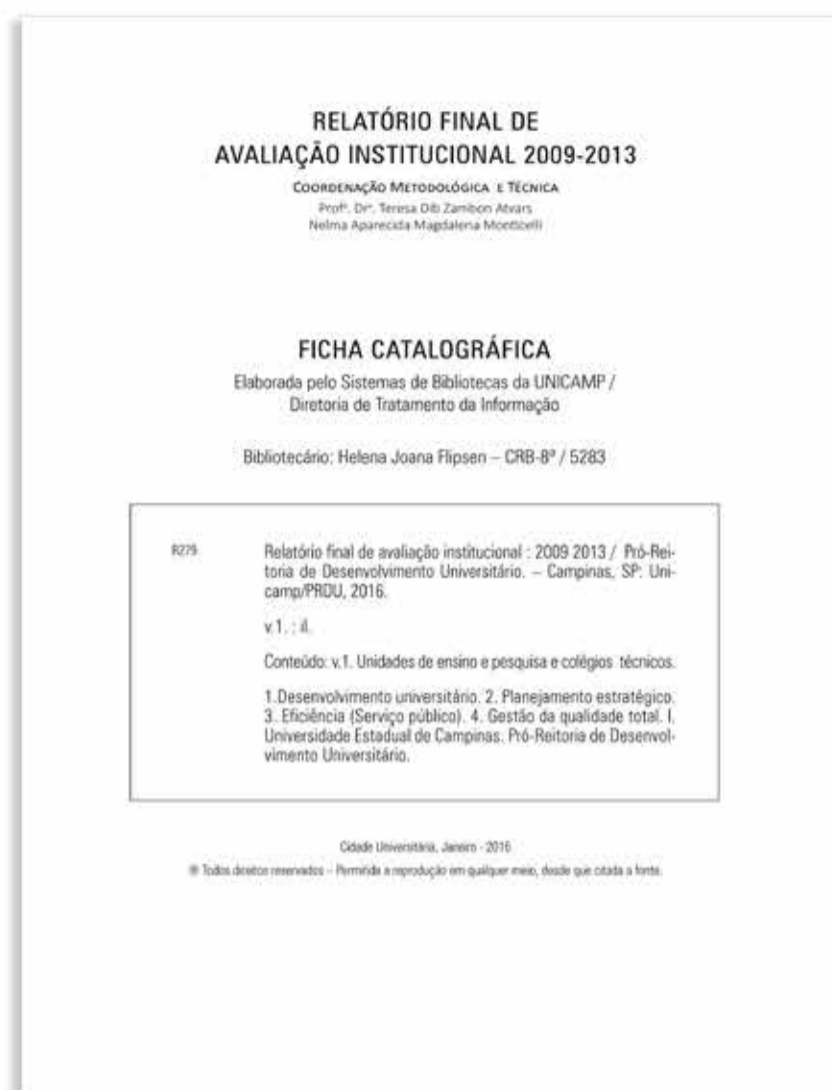 RELATÓRIO FINAL DE
AVALIAÇÃO INSTITUCIONAL 2009-2013
COORDENAÇÃO METODOLÓGICA E TÉCNICA
Profª. Drª. Teresa Dib Zambon Atvars
Nelma Aparecida Magdalena Monticelli
FICHA CATALOGRÁFICA
Elaborada pelo Sistemas de Bibliotecas da UNICAMP /
Diretoria de Tratamento da Informação
Bibliotecário: Helena Joana Flipsen – CRB-8ª / 5283
R279 Relatório final de avaliação institucional : 2009 2013 / Pró-Rei-
toria de Desenvolvimento Universitário. – Campinas, SP: Uni-
camp/PRDU, 2016.
v.1. : il.
Conteúdo: v.1. Unidades de ensino e pesquisa e colégios técnicos.
1.Desenvolvimento universitário. 2. Planejamento estratégico.
3. Eficiência (Serviço público). 4. Gestão da qualidade total. I.
Universidade Estadual de Campinas. Pró-Reitoria de Desenvol-
vimento Universitário.
Cidade Universitária, Janeiro - 2016
® Todos direitos reservados – Permitida a reprodução em qualquer meio, desde que citada a fonte.